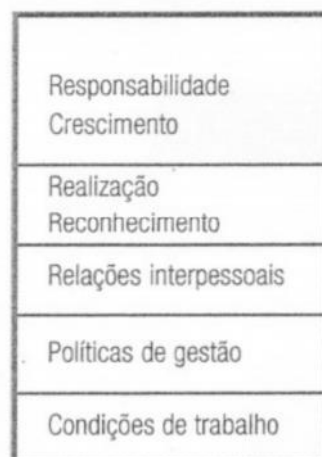 Responsabilidade
Crescimento
Realização
Reconhecimento
Relações interpessoais
Políticas de gestão
Condições de trabalho